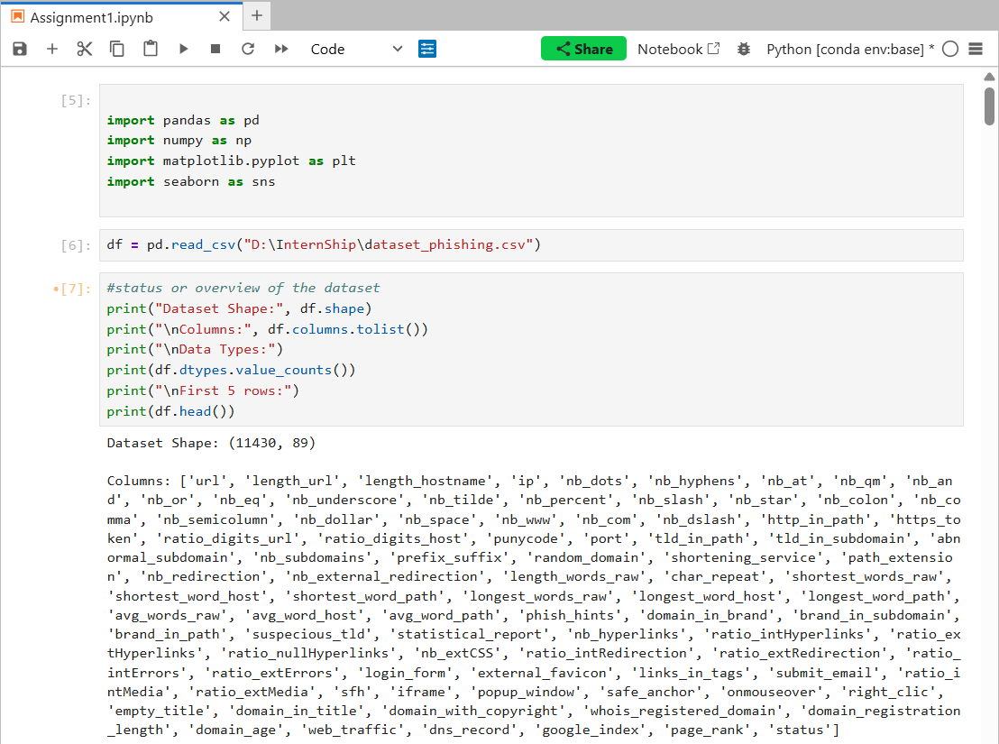 Assignment1.ipynb
Code
Share
Notebook
Python [conda env:base] *
[5]:
import pandas as pd
import numpy as np
import matplotlib.pyplot as plt
import seaborn as sns
[6]:
df = pd.read_csv("D:\InternShip\dataset_phishing.csv")
•[7]:
#status or overview of the dataset
print("Dataset Shape:", df.shape)
print("\nColumns:", df.columns.tolist())
print("\nData Types:")
print(df.dtypes.value_counts())
print("\nFirst 5 rows:")
print(df.head())
Dataset Shape: (11430, 89)
Columns: ['url', 'length_url', 'length_hostname', 'ip', 'nb_dots', 'nb_hyphens', 'nb_at', 'nb_qm', 'nb_an
d', 'nb_or', 'nb_eq', 'nb_underscore', 'nb_tilde', 'nb_percent', 'nb_slash', 'nb_star', 'nb_colon', 'nb_co
mma', 'nb_semicolumn', 'nb_dollar', 'nb_space', 'nb_www', 'nb_com', 'nb_dslash', 'http_in_path', 'https_to
ken', 'ratio_digits_url', 'ratio_digits_host', 'punycode', 'port', 'tld_in_path', 'tld_in_subdomain', 'abn
ormal_subdomain', 'nb_subdomains', 'prefix_suffix', 'random_domain', 'shortening_service', 'path_extensio
n', 'nb_redirection', 'nb_external_redirection', 'length_words_raw', 'char_repeat', 'shortest_words_raw',
'shortest_word_host', 'shortest_word_path', 'longest_words_raw', 'longest_word_host', 'longest_word_path',
'avg_words_raw', 'avg_word_host', 'avg_word_path', 'phish_hints', 'domain_in_brand', 'brand_in_subdomain',
'brand_in_path', 'suspecious_tld', 'statistical_report', 'nb_hyperlinks', 'ratio_intHyperlinks', 'ratio_ex
tHyperlinks', 'ratio_nullHyperlinks', 'nb_extCSS', 'ratio_intRedirection', 'ratio_extRedirection', 'ratio_
intErrors', 'ratio_extErrors', 'login_form', 'external_favicon', 'links_in_tags', 'submit_email', 'ratio_i
ntMedia', 'ratio_extMedia', 'sfh', 'iframe', 'popup_window', 'safe_anchor', 'onmouseover', 'right_clic',
'empty_title', 'domain_in_title', 'domain_with_copyright', 'whois_registered_domain', 'domain_registration
_length', 'domain_age', 'web_traffic', 'dns_record', 'google_index', 'page_rank', 'status']